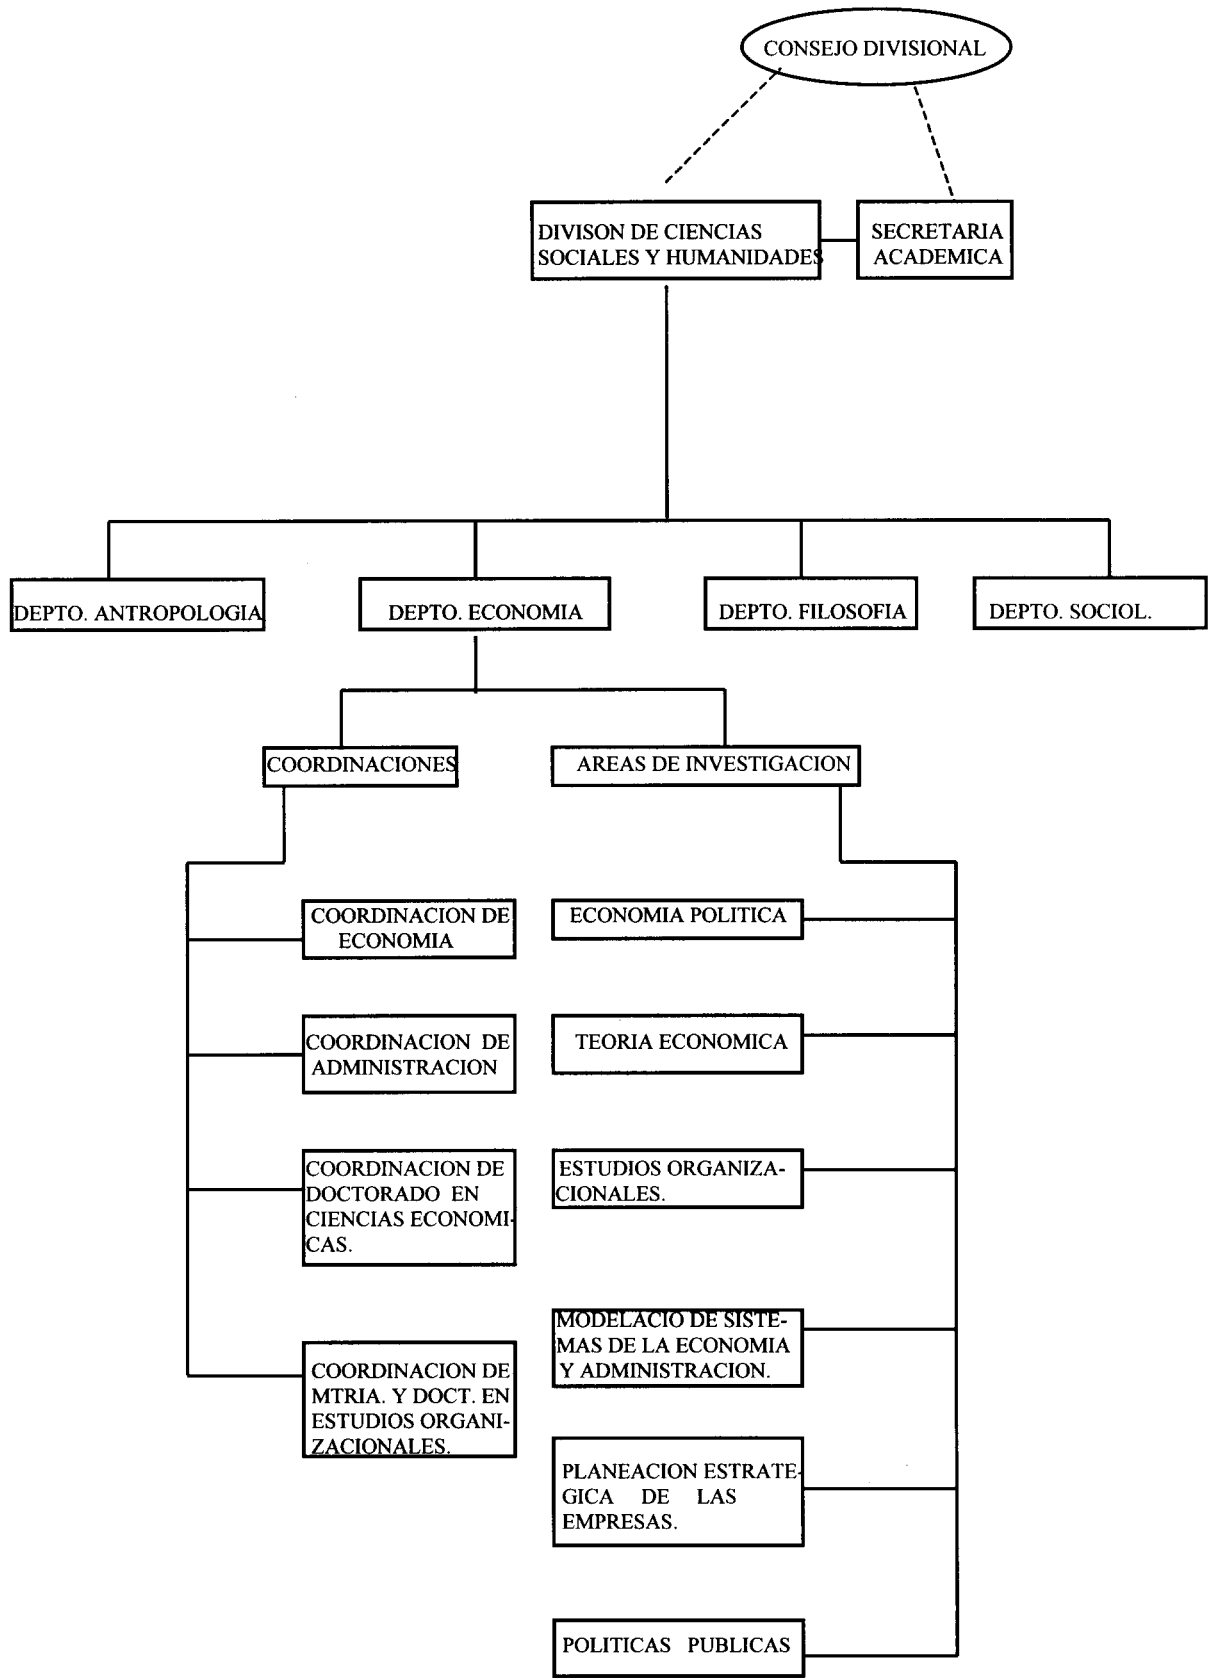 CONSEJO DIVISIONAL
DIVISON DE CIENCIAS
SOCIALES Y HUMANIDADES
SECRETARIA
ACADEMICA
DEPTO. ANTROPOLOGIA
DEPTO. ECONOMIA
DEPTO. FILOSOFIA
DEPTO. SOCIOL.
COORDINACIONES
AREAS DE INVESTIGACION
COORDINACION DE
ECONOMIA
COORDINACION DE
ADMINISTRACION
COORDINACION DE
DOCTORADO EN
CIENCIAS ECONOMI-
CAS.
COORDINACION DE
MTRIA. Y DOCT. EN
ESTUDIOS ORGANI-
ZACIONALES.
ECONOMIA POLITICA
TEORIA ECONOMICA
ESTUDIOS ORGANIZA-
CIONALES.
MODELACIO DE SISTE-
MAS DE LA ECONOMIA
Y ADMINISTRACION.
PLANEACION ESTRATE-
GICA DE LAS
EMPRESAS.
POLITICAS PUBLICAS